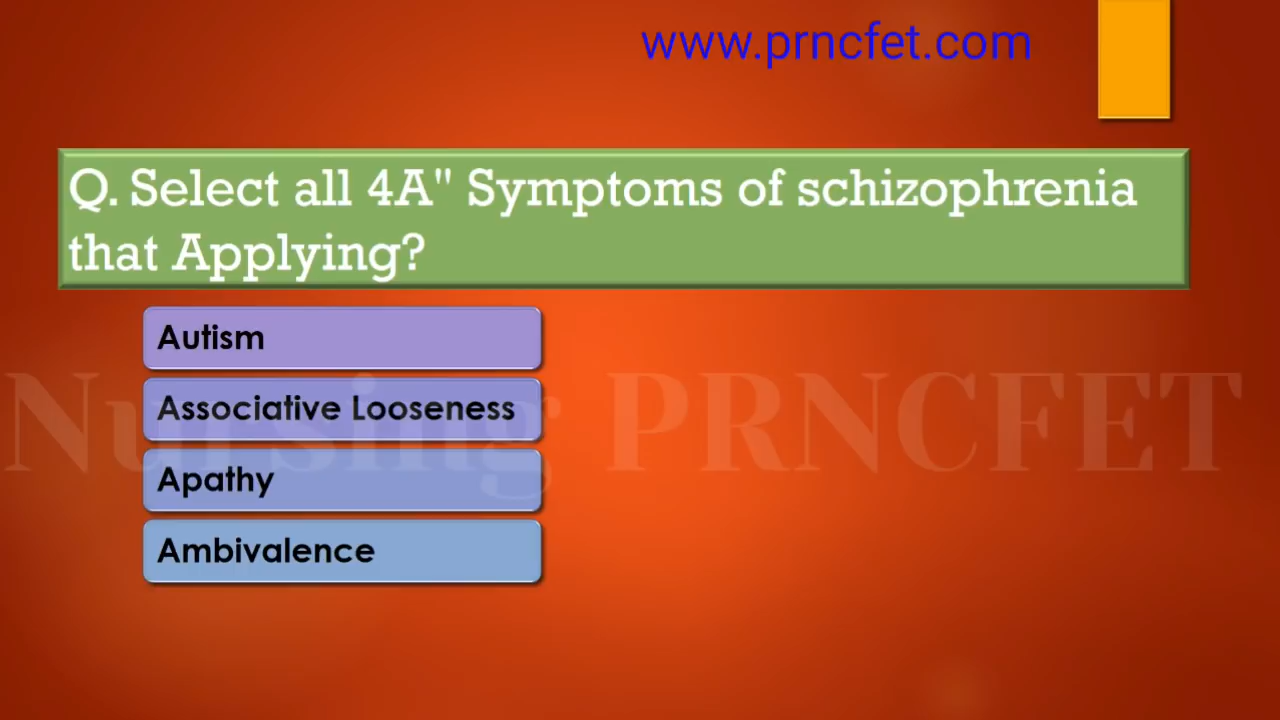 www.prncfet.com
Q. Select all 4A" Symptoms of schizophrenia
that Applying?
Autism
Associative Looseness
Nursing PRNCFET
Apathy
Ambivalence